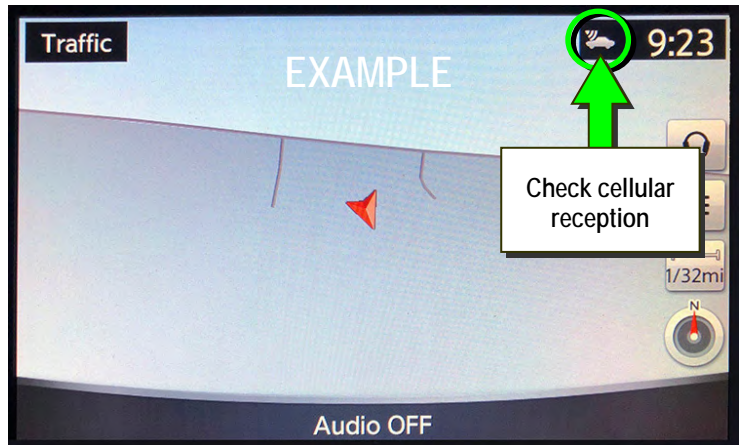 Traffic
9:23
EXAMPLE
Check cellular
reception
1/32mi
N
Audio OFF